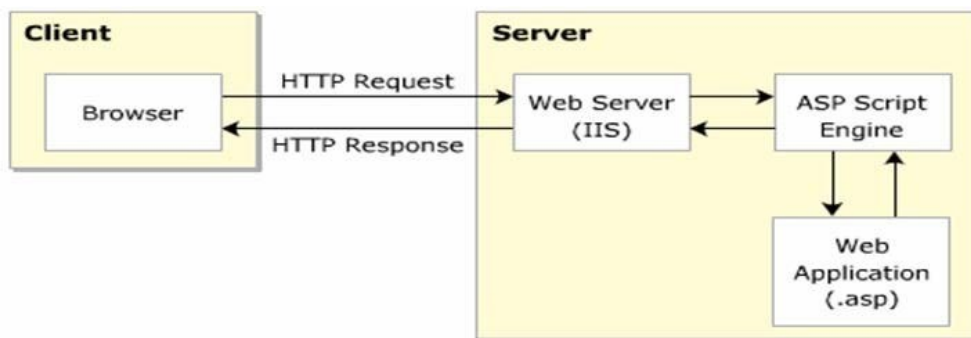 Client
Server
HTTP Request
Browser
Web Server
(IIS)
ASP Script
Engine
HTTP Response
Web
Application
(.asp)